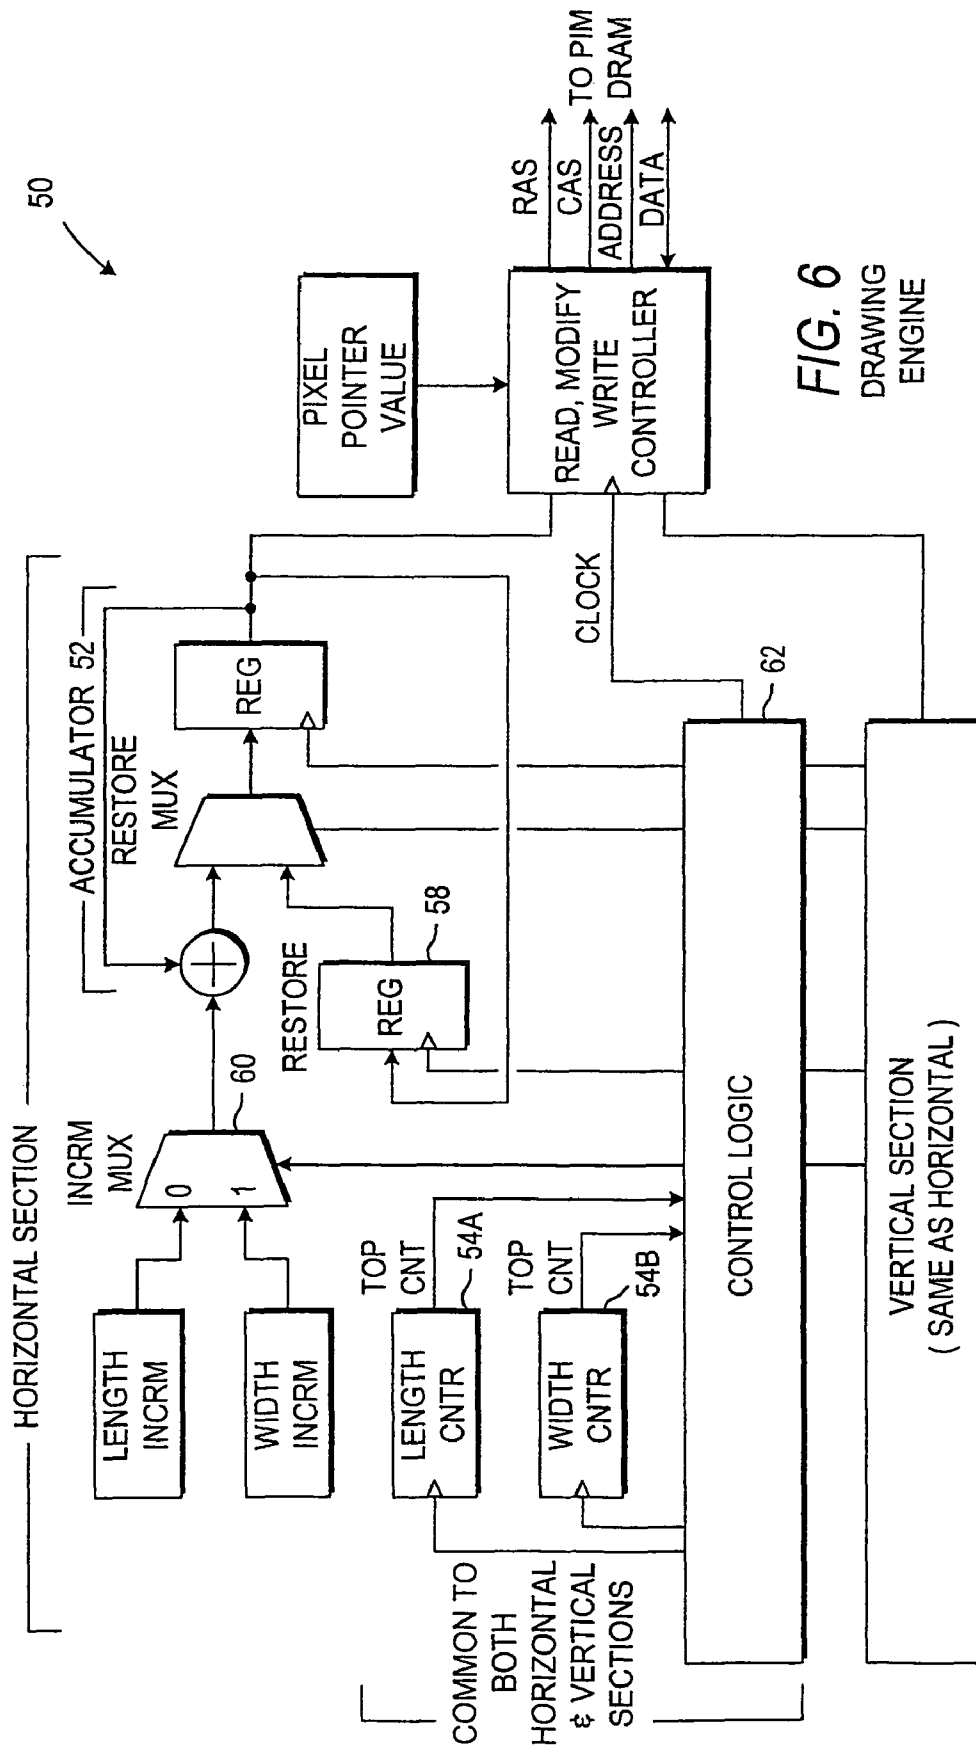 50
HORIZONTAL SECTION
ACCUMULATOR 52
RESTORE
MUX
INCRM
MUX
60
0
1
LENGTH
INCRM
WIDTH
INCRM
REG
RESTORE
REG
58
PIXEL
POINTER
VALUE
READ, MODIFY
WRITE
CONTROLLER
RAS
CAS
ADDRESS
DATA
TO PIM
DRAM
CLOCK
TOP
CNT
54A
LENGTH
CNTR
TOP
CNT
54B
WIDTH
CNTR
COMMON TO
BOTH
HORIZONTAL
& VERTICAL
SECTIONS
CONTROL LOGIC
62
VERTICAL SECTION
( SAME AS HORIZONTAL )
FIG. 6
DRAWING
ENGINE